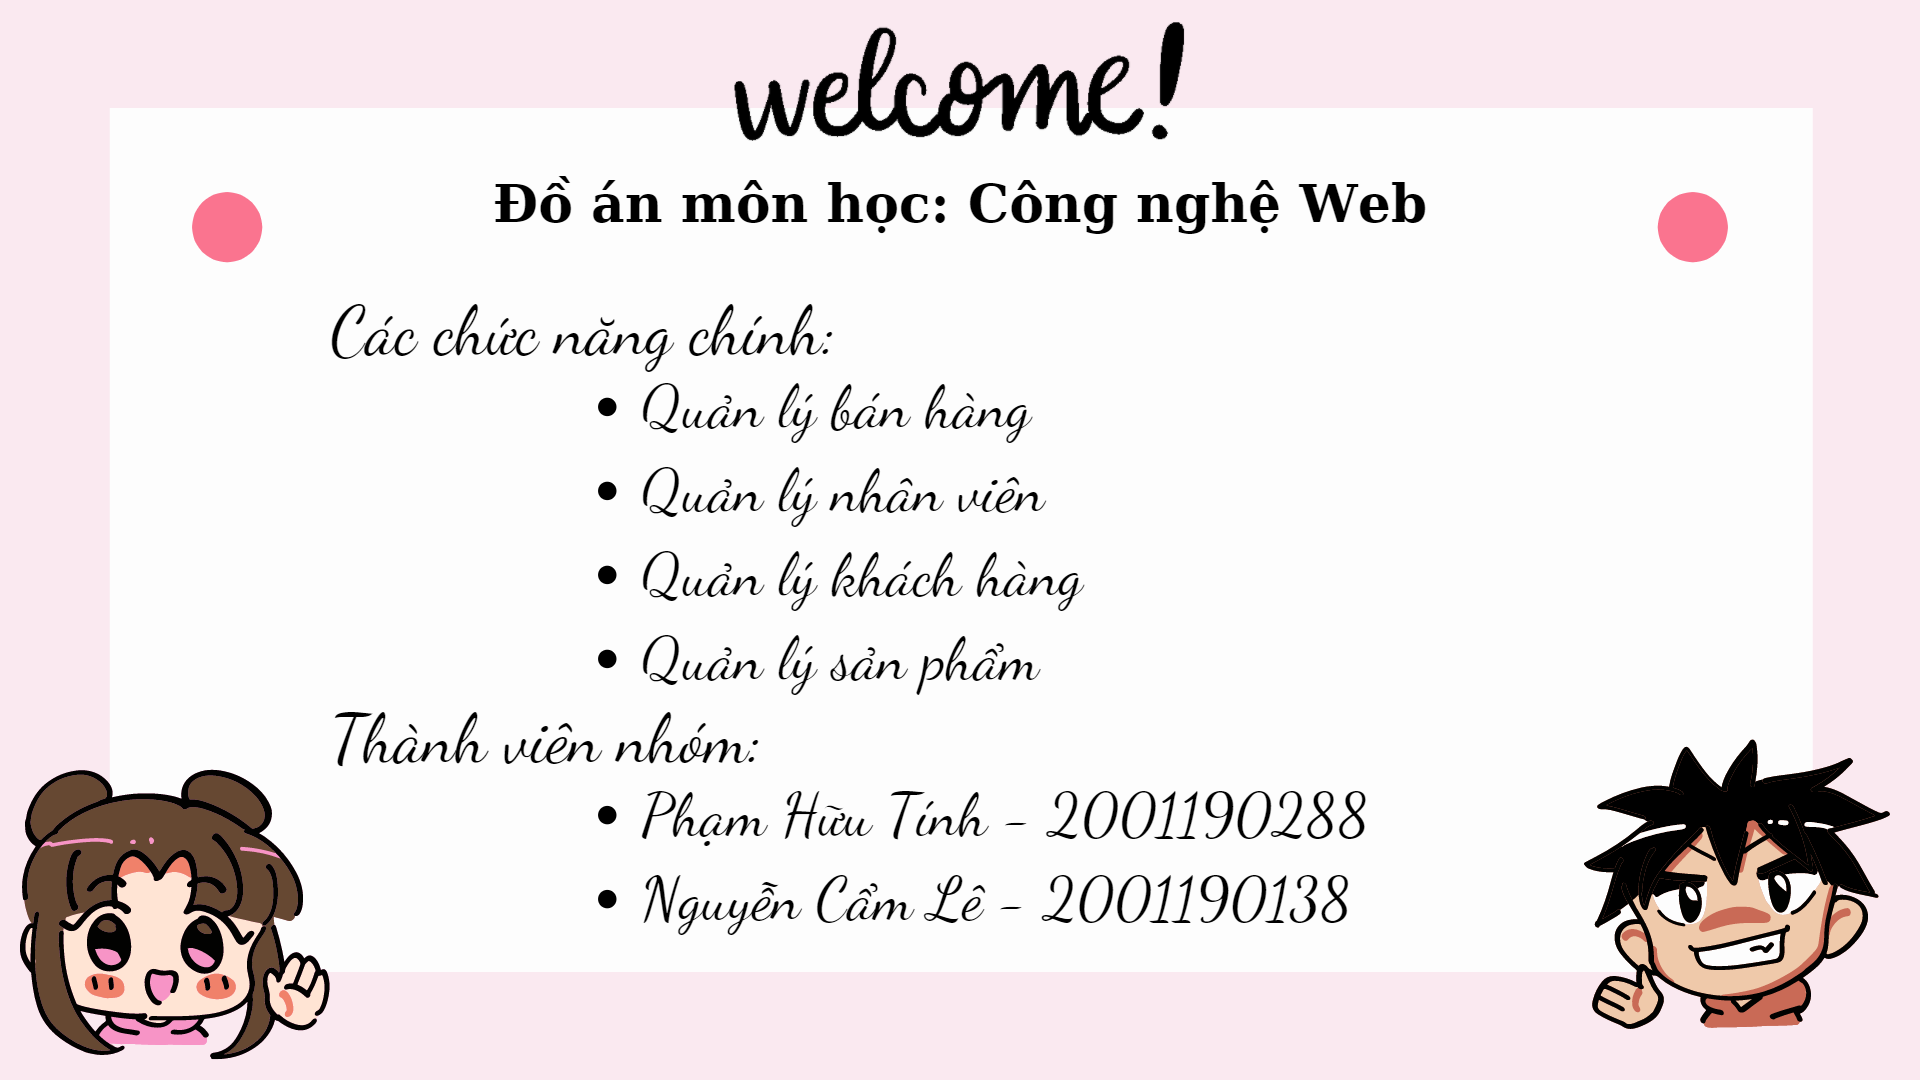 welcome!
Đồ án môn học: Công nghệ Web
Các chức năng chính:
• Quản lý bán hàng
• Quản lý nhân viên
• Quản lý khách hàng
• Quản lý sản phẩm
Thành viên nhóm:
• Phạm Hữu Tính - 2001190288
• Nguyễn Cẩm Lê - 2001190138